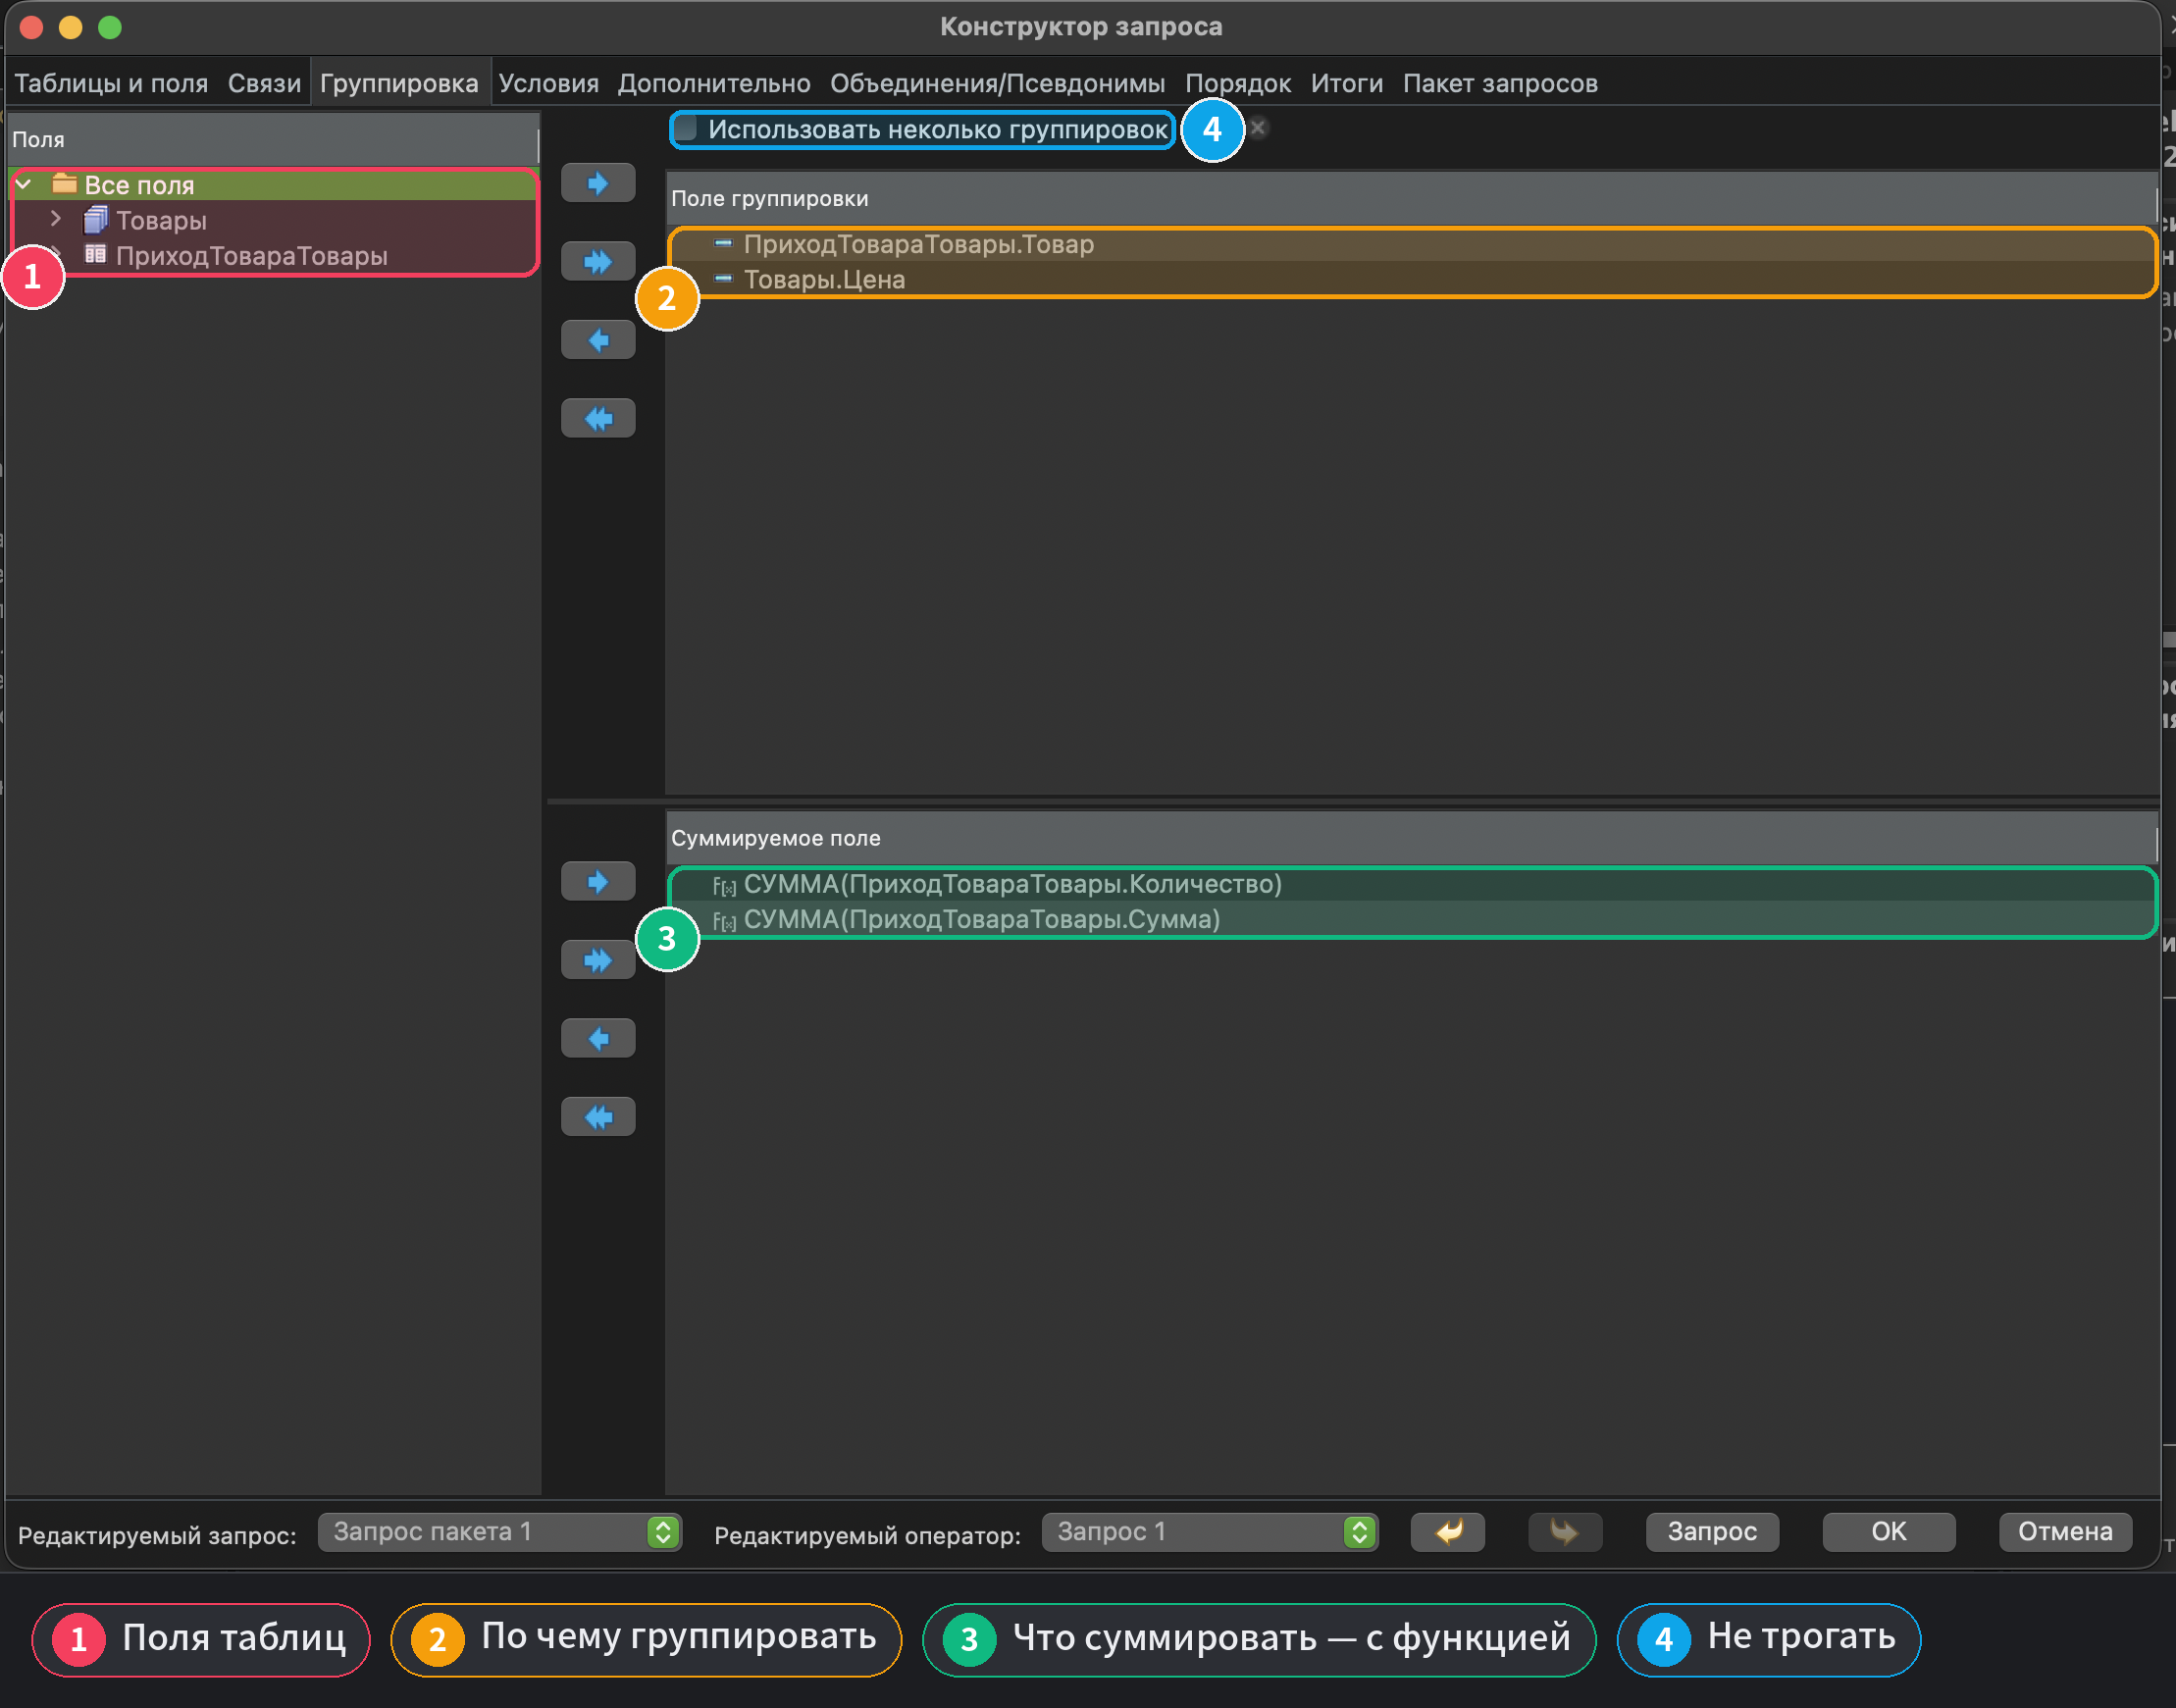 Конструктор запроса
Таблицы и поля Связи Группировка Условия Дополнительно Объединения/Псевдонимы Порядок Итоги Пакет запросов
Поля
Все поля
Товары
ПриходТовараТовары
1
Использовать неколько группировок 4
Поле группировки
ПриходТовараТовары.Товар
Товары.Цена
2
Суммируемое поле
F[x] СУММА(ПриходТовараТовары.Количество)
F[x] СУММА(ПриходТовараТовары.Сумма)
3
Редактируемый запрос: Запрос пакета 1 Редактируемый оператор: Запрос 1 Запрос OK Отмена
1 Поля таблиц 2 По чему группировать 3 Что суммировать — с функцией 4 Не трогать